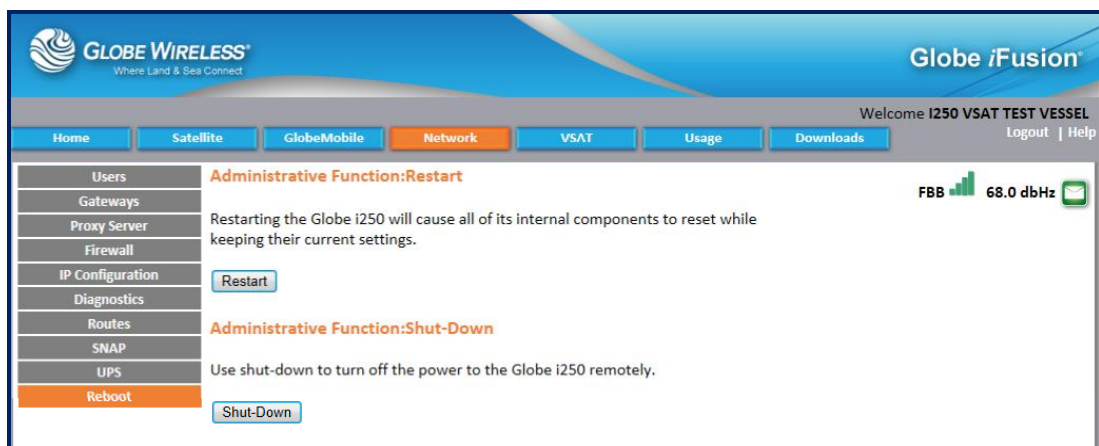 GLOBE WIRELESS®
Where Land & Sea Connect
Globe iFusion®
Welcome I250 VSAT TEST VESSEL
Home Satellite GlobeMobile Network VSAT Usage Downloads Logout | Help
Users
Gateways
Proxy Server
Firewall
IP Configuration
Diagnostics
Routes
SNAP
UPS
Reboot
Administrative Function:Restart
FBB 68.0 dbHz
Restarting the Globe i250 will cause all of its internal components to reset while
keeping their current settings.
Restart
Administrative Function:Shut-Down
Use shut-down to turn off the power to the Globe i250 remotely.
Shut-Down